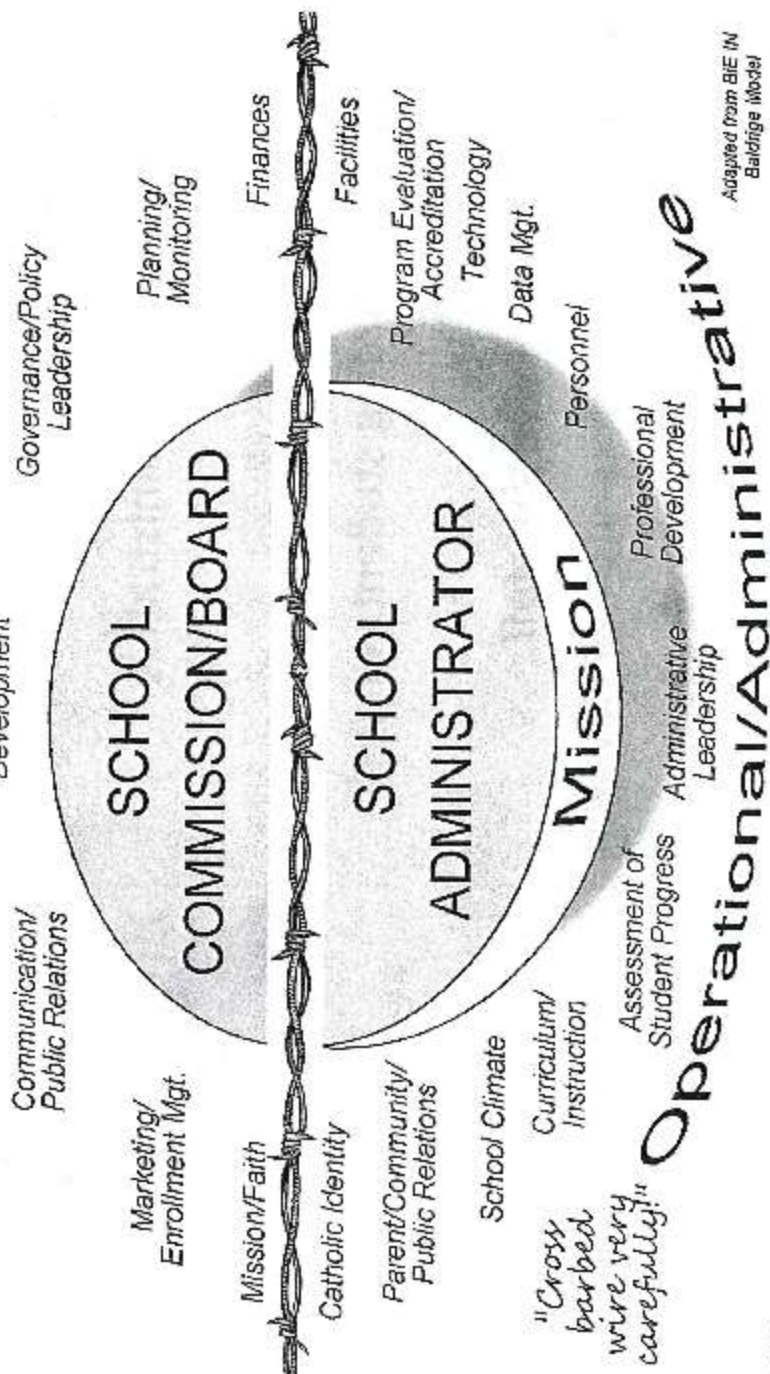 Development
Communication/
Public Relations
Governance/Policy
Leadership
Marketing/
Enrollment Mgt.
Planning/
Monitoring
Mission/Faith
Finances
SCHOOL
COMMISSION/BOARD
SCHOOL
ADMINISTRATOR
Mission
Catholic Identity
Facilities
Parent/Community/
Public Relations
Program Evaluation/
Accreditation
School Climate
Technology
Curriculum/
Instruction
Data Mgt.
Personnel
Assessment of
Student Progress
Administrative
Leadership
Professional
Development
"Cross
barbed
wire very
carefully!"
Operational/Administrative
Adapted from BiE IN
Baldrige Model